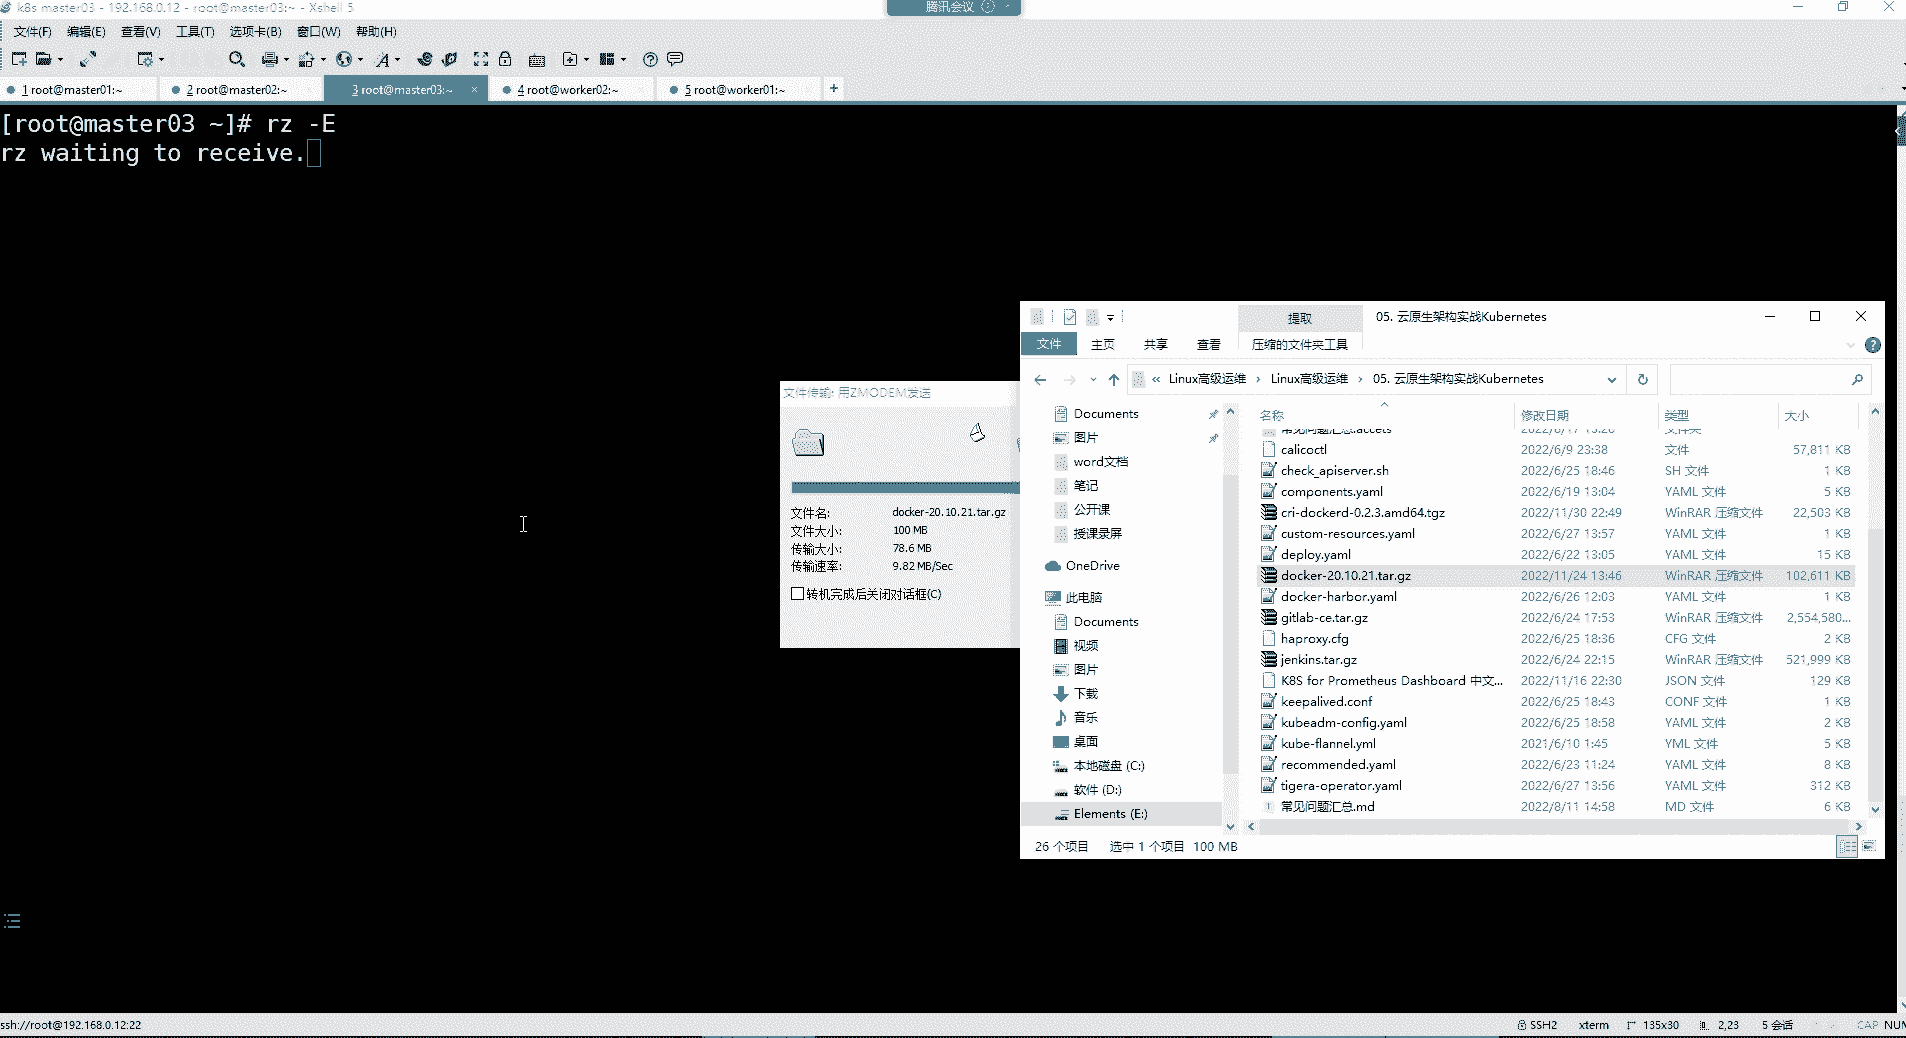 k8s master03 - 192.168.0.12 - root@master03:~ - Xshell 5
腾讯会议
文件(F) 编辑(E) 查看(V) 工具(T) 选项卡(B) 窗口(W) 帮助(H)
1 root@master01:~
2 root@master02:~
3 root@master03:~ ×
4 root@worker02:~
5 root@worker01:~
+
[root@master03 ~]# rz -E
rz waiting to receive.
文件传输: 用ZMODEM发送
文件名: docker-20.10.21.tar.gz
文件大小: 100 MB
传输大小: 78.6 MB
传输速率: 9.82 MB/Sec
转机完成后关闭对话框(C)
提取 05. 云原生架构实战Kubernetes
文件 主页 共享 查看 压缩的文件夹工具
« Linux高级运维 › Linux高级运维 › 05. 云原生架构实战Kubernetes
Documents
图片
word文档
笔记
公开课
授课录屏
OneDrive
此电脑
Documents
视频
图片
下载
音乐
桌面
本地磁盘 (C:)
软件 (D:)
Elements (E:)
名称 修改日期 类型 大小
calicoctl 2022/6/9 23:38 文件 57,811 KB
check_apiserver.sh 2022/6/25 18:46 SH 文件 1 KB
components.yaml 2022/6/19 13:04 YAML 文件 5 KB
cri-dockerd-0.2.3.amd64.tgz 2022/11/30 22:49 WinRAR 压缩文件 22,503 KB
custom-resources.yaml 2022/6/27 13:57 YAML 文件 1 KB
deploy.yaml 2022/6/22 13:05 YAML 文件 15 KB
docker-20.10.21.tar.gz 2022/11/24 13:46 WinRAR 压缩文件 102,611 KB
docker-harbor.yaml 2022/6/26 12:03 YAML 文件 1 KB
gitlab-ce.tar.gz 2022/6/24 17:53 WinRAR 压缩文件 2,554,580...
haproxy.cfg 2022/6/25 18:36 CFG 文件 2 KB
jenkins.tar.gz 2022/6/24 22:15 WinRAR 压缩文件 521,999 KB
K8S for Prometheus Dashboard 中文... 2022/11/16 22:30 JSON 文件 129 KB
keepalived.conf 2022/6/25 18:43 CONF 文件 1 KB
kubeadm-config.yaml 2022/6/25 18:58 YAML 文件 2 KB
kube-flannel.yml 2021/6/10 1:45 YML 文件 5 KB
recommended.yaml 2022/6/23 11:24 YAML 文件 8 KB
tigera-operator.yaml 2022/6/27 13:56 YAML 文件 312 KB
常见问题汇总.md 2022/8/11 14:58 MD 文件 6 KB
26 个项目 选中 1 个项目 100 MB
ssh://root@192.168.0.12:22
SSH2 xterm 135x30 2,23 5 会话 CAP NUM